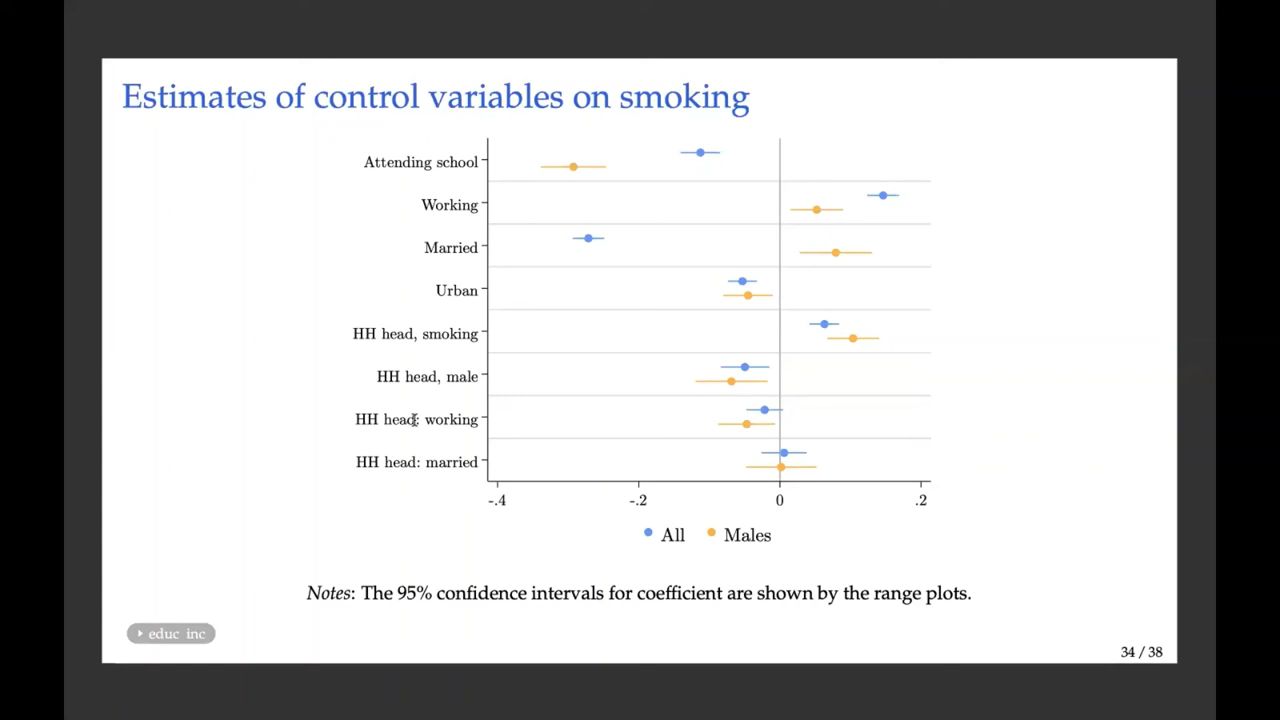 Estimates of control variables on smoking
Attending school
Working
Married
Urban
HH head, smoking
HH head, male
HH head: working
HH head: married
-.4 -.2 0 .2
All Males
Notes: The 95% confidence intervals for coefficient are shown by the range plots.
educ inc
34 / 38